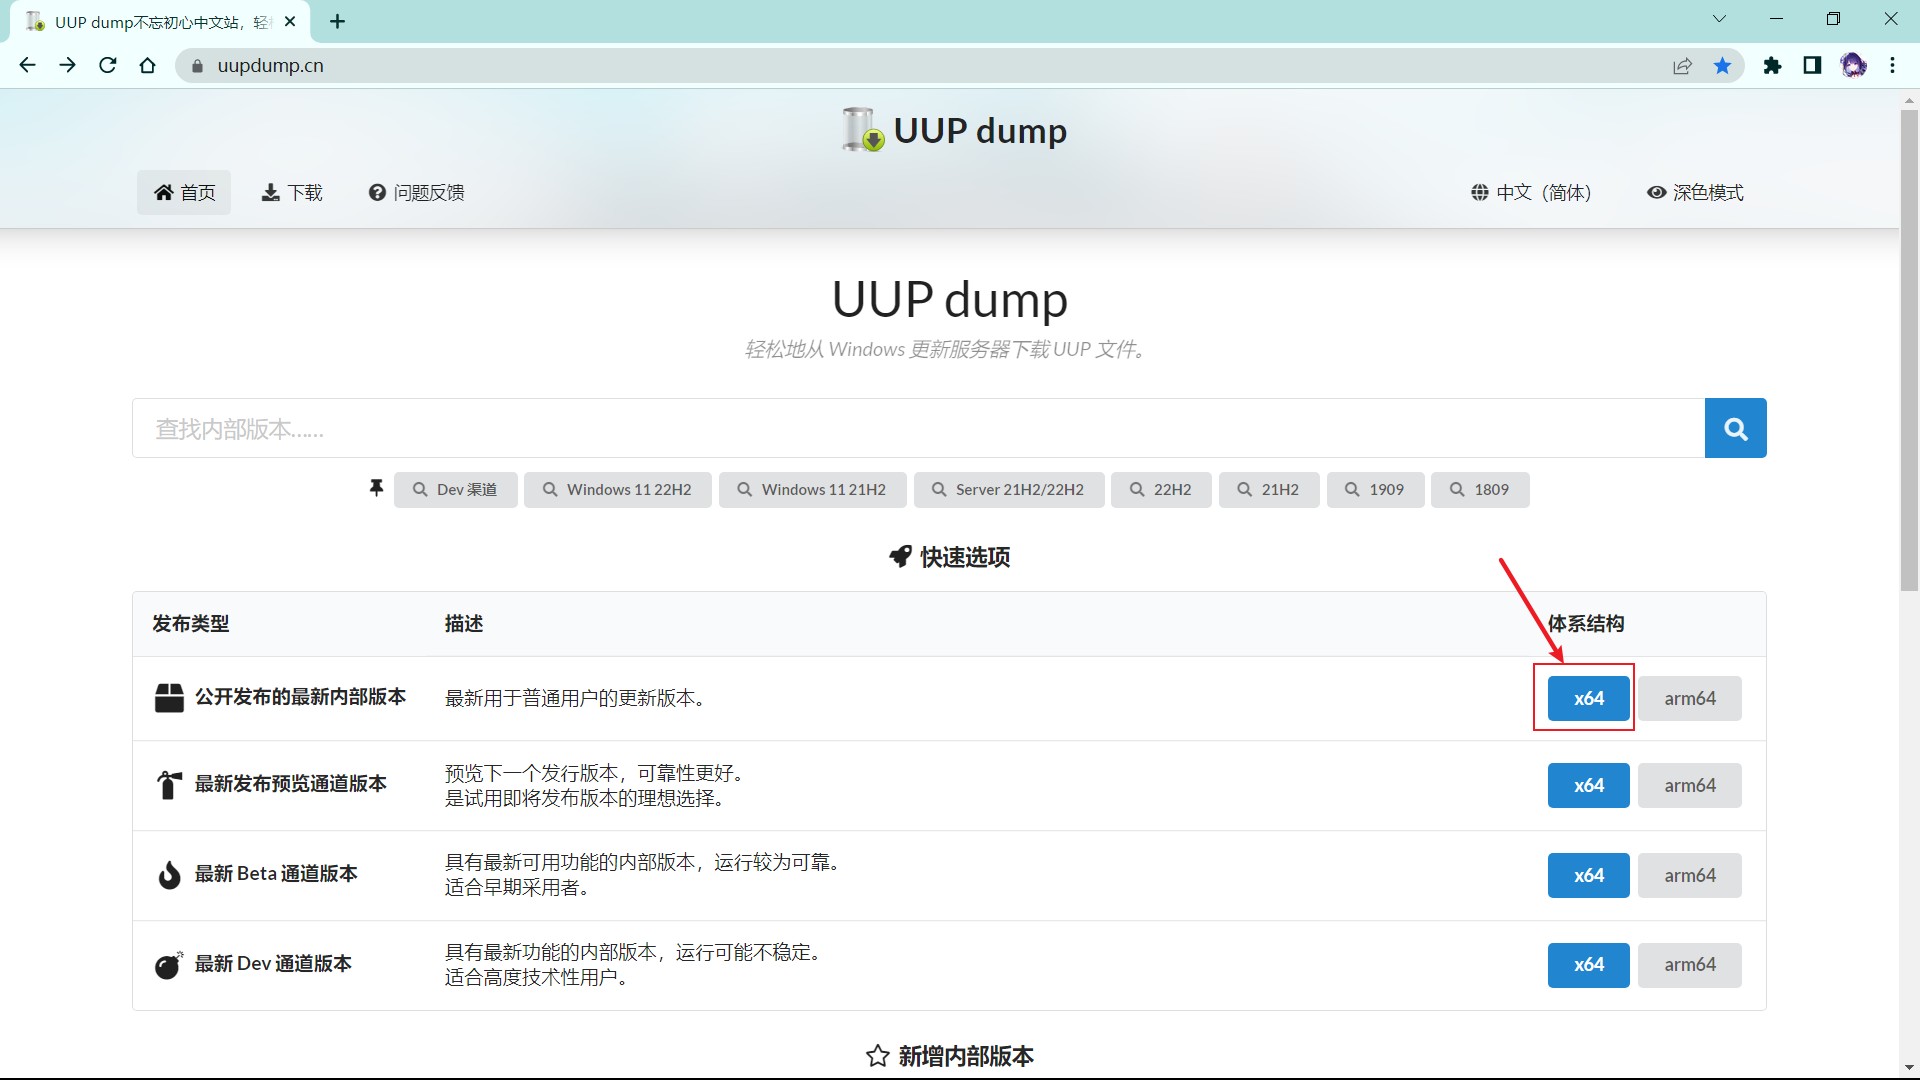 UUP dump不忘初心中文站，轻
uupdump.cn
UUP dump
首页 下载 问题反馈 中文（简体） 深色模式
UUP dump
轻松地从 Windows 更新服务器下载 UUP 文件。
查找内部版本……
Dev 渠道 Windows 11 22H2 Windows 11 21H2 Server 21H2/22H2 22H2 21H2 1909 1809
快速选项
发布类型 描述 体系结构
公开发布的最新内部版本 最新用于普通用户的更新版本。 x64 arm64
最新发布预览通道版本 预览下一个发行版本，可靠性更好。
是试用即将发布版本的理想选择。 x64 arm64
最新 Beta 通道版本 具有最新可用功能的内部版本，运行较为可靠。
适合早期采用者。 x64 arm64
最新 Dev 通道版本 具有最新功能的内部版本，运行可能不稳定。
适合高度技术性用户。 x64 arm64
新增内部版本